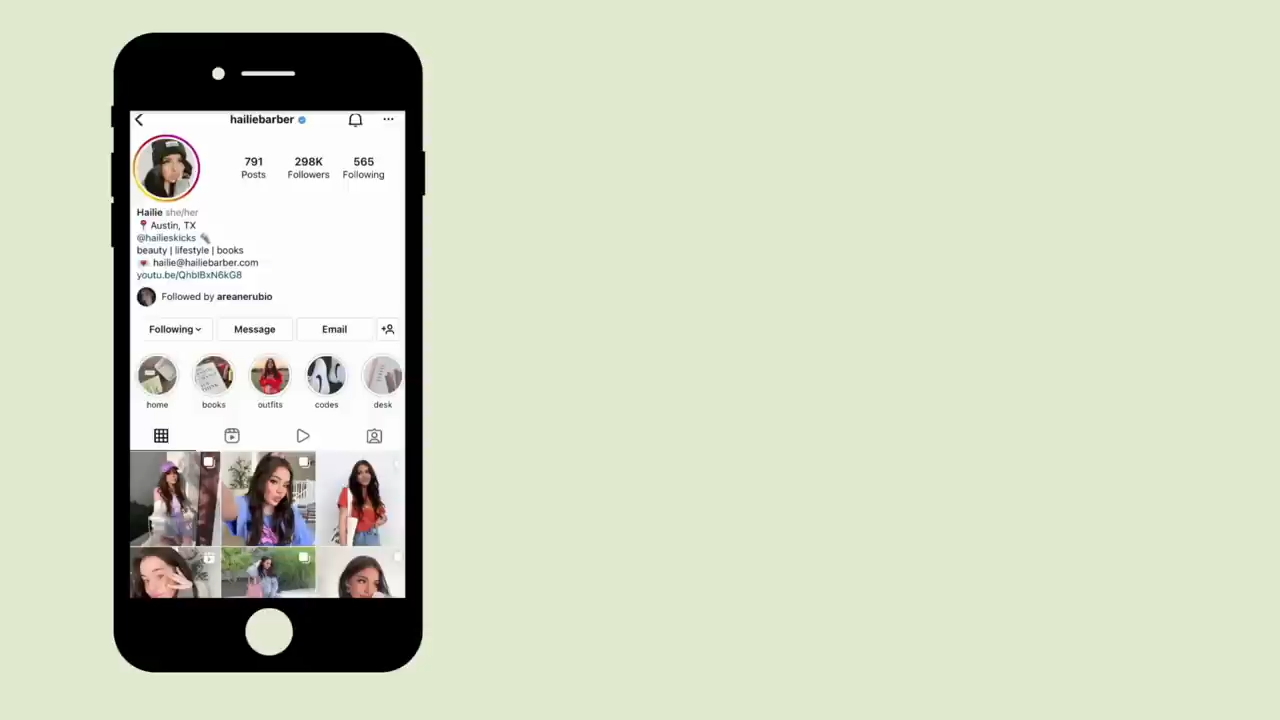 hailiebarber
791 298K 565
Posts Followers Following
Hailie she/her
Austin, TX
@hailieskicks
beauty | lifestyle | books
hailie@hailiebarber.com
youtu.be/QhbIBxN6kG8
Followed by areanerubio
Following Message Email
home books outfits codes desk